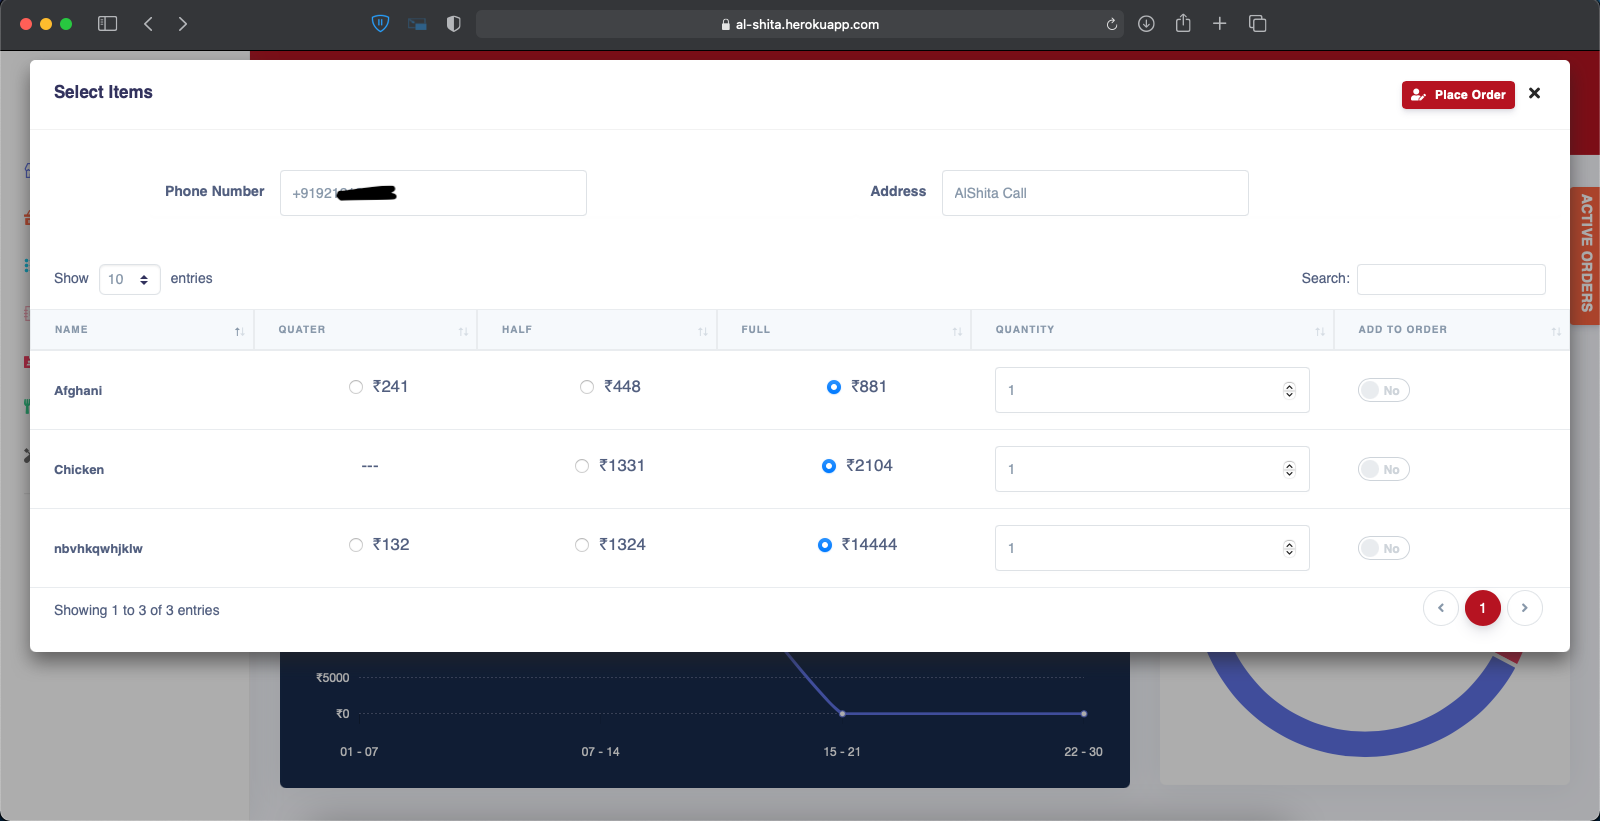 al-shita.herokuapp.com
Select Items
Place Order
Phone Number
+91921
Address
AlShita Call
ACTIVE ORDERS
Show 10 entries
Search:
NAME QUATER HALF FULL QUANTITY ADD TO ORDER
Afghani ₹241 ₹448 ₹881 1 No
Chicken --- ₹1331 ₹2104 1 No
nbvhkqwhjklw ₹132 ₹1324 ₹14444 1 No
Showing 1 to 3 of 3 entries
1
₹5000
₹0
01 - 07 07 - 14 15 - 21 22 - 30